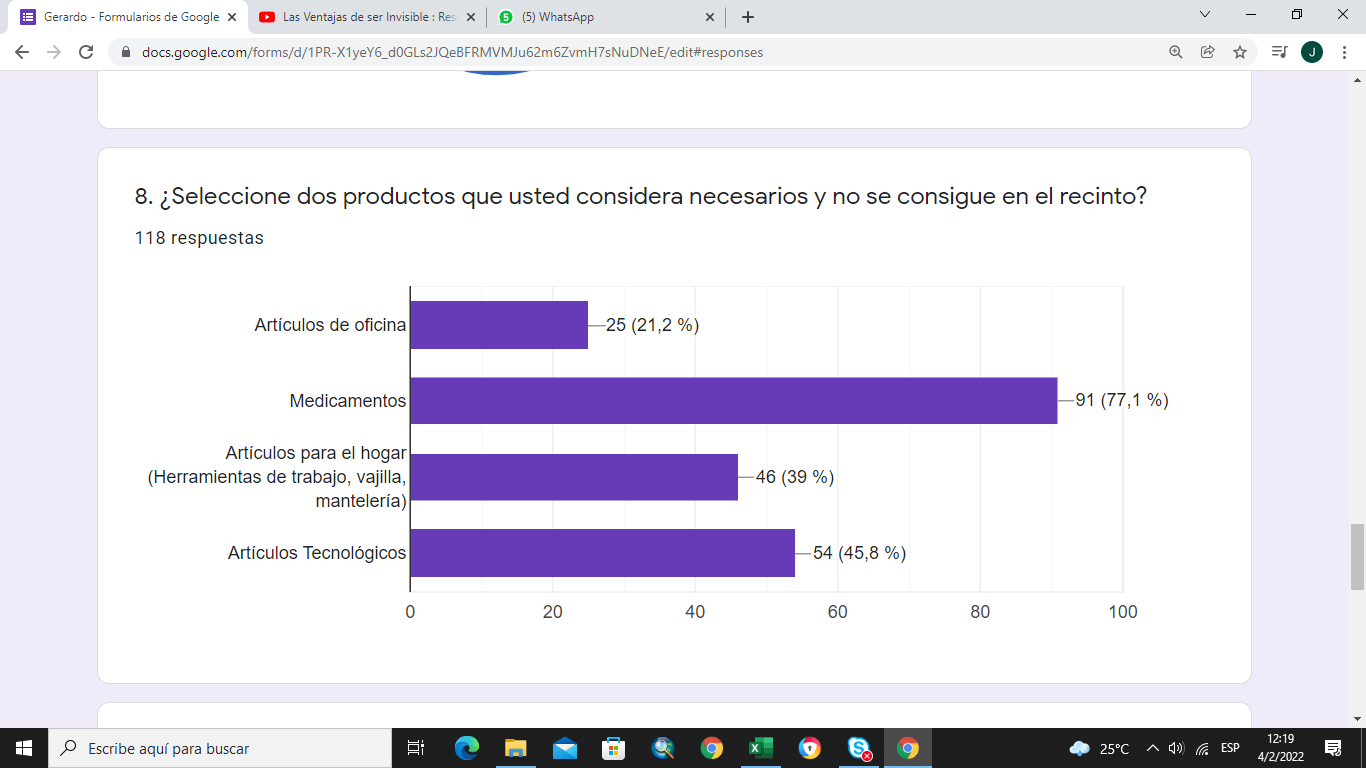 Gerardo - Formularios de Google
Las Ventajas de ser Invisible : Res
5
(5) WhatsApp
docs.google.com/forms/d/1PR-X1yeY6_d0GLs2JQeBFRMVMJu62m6ZvmH7sNuDNeE/edit#responses
J
8. ¿Seleccione dos productos que usted considera necesarios y no se consigue en el recinto?
118 respuestas
Artículos de oficina
25 (21,2 %)
Medicamentos
91 (77,1 %)
Artículos para el hogar
(Herramientas de trabajo, vajilla,
mantelería)
46 (39 %)
Artículos Tecnológicos
54 (45,8 %)
0 20 40 60 80 100
Escribe aquí para buscar
25°C
ESP
12:19
4/2/2022